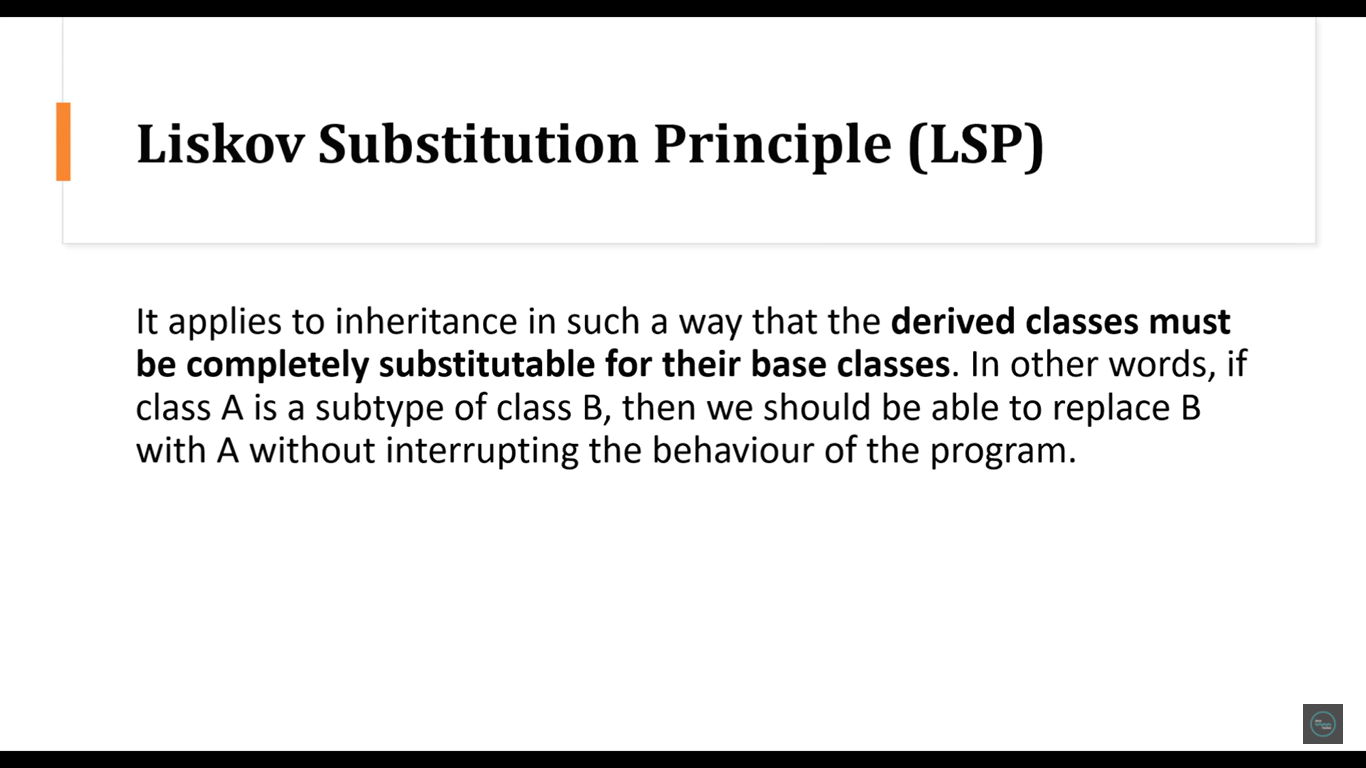 Liskov Substitution Principle (LSP)
It applies to inheritance in such a way that the derived classes must
be completely substitutable for their base classes. In other words, if
class A is a subtype of class B, then we should be able to replace B
with A without interrupting the behaviour of the program.